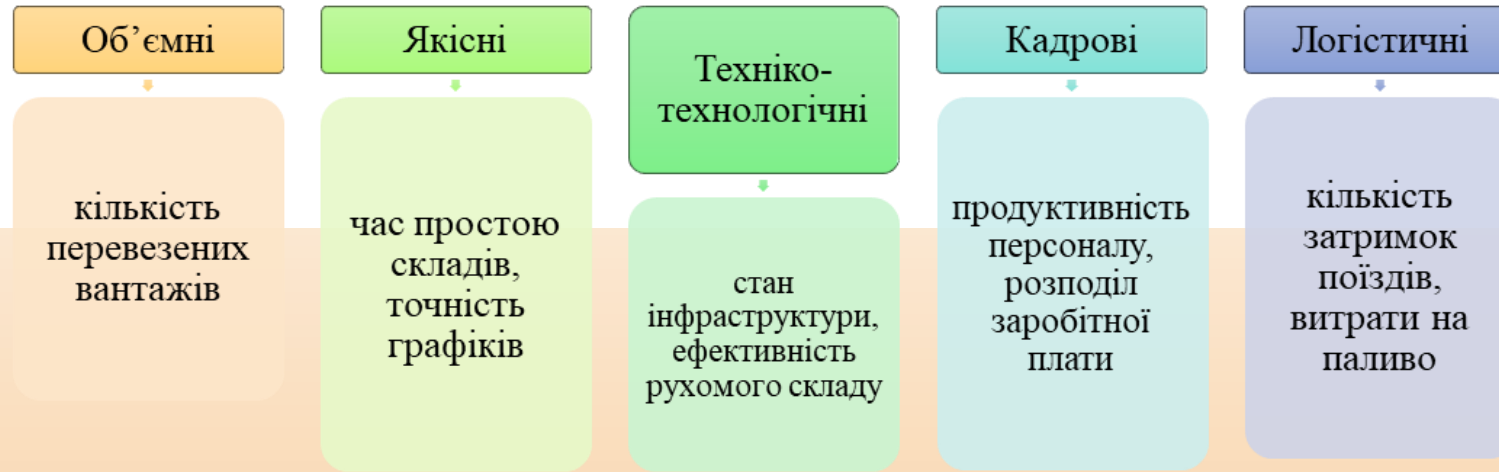 Об’ємні
кількість
перевезених
вантажів
Якісні
час простою
складів,
точність
графіків
Техніко-
технологічні
стан
інфраструктури,
ефективність
рухомого складу
Кадрові
продуктивність
персоналу,
розподіл
заробітної
плати
Логістичні
кількість
затримок
поїздів,
витрати на
паливо